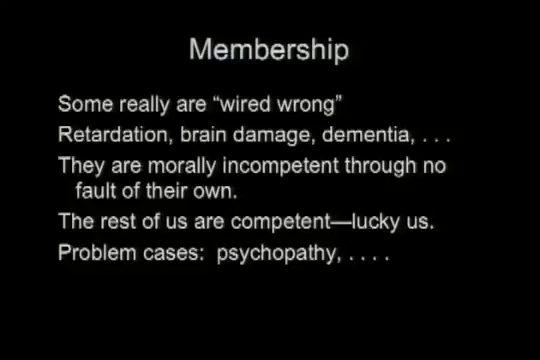 Membership
Some really are “wired wrong”
Retardation, brain damage, dementia, . . .
They are morally incompetent through no
fault of their own.
The rest of us are competent—lucky us.
Problem cases:  psychopathy, . . . .